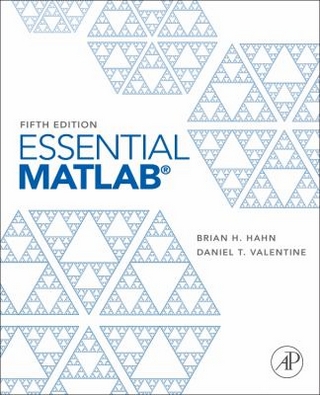 FIFTH EDITION
ESSENTIAL
MATLAB®
BRIAN H. HAHN
DANIEL T. VALENTINE
AP